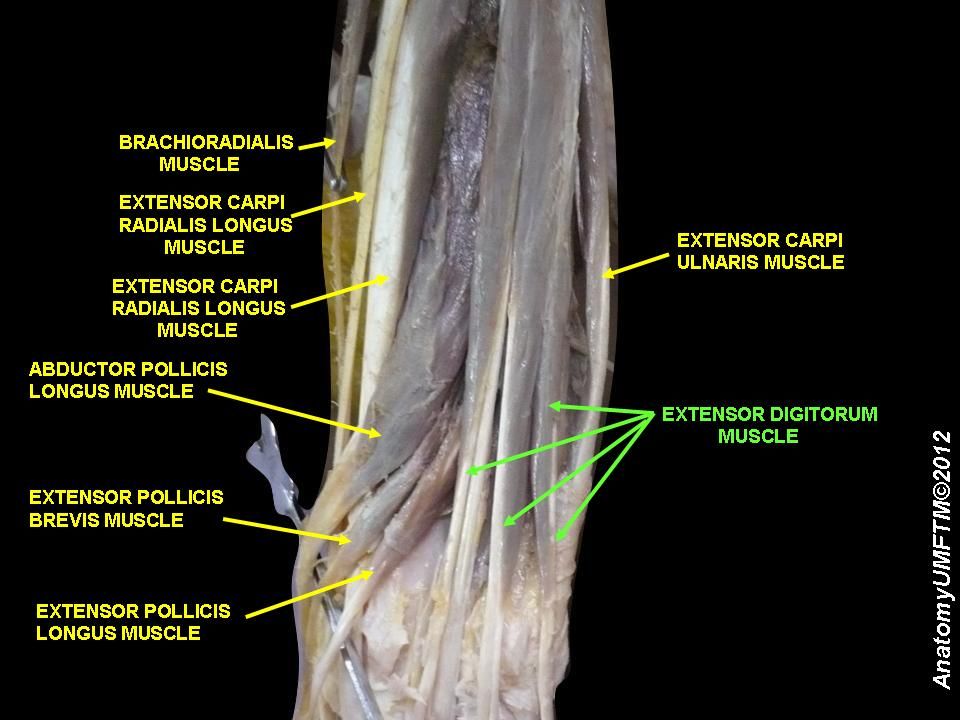 BRACHIORADIALIS
MUSCLE
EXTENSOR CARPI
RADIALIS LONGUS
MUSCLE
EXTENSOR CARPI
RADIALIS LONGUS
MUSCLE
ABDUCTOR POLLICIS
LONGUS MUSCLE
EXTENSOR POLLICIS
BREVIS MUSCLE
EXTENSOR POLLICIS
LONGUS MUSCLE
EXTENSOR CARPI
ULNARIS MUSCLE
EXTENSOR DIGITORUM
MUSCLE
AnatomyUMFTM©2012